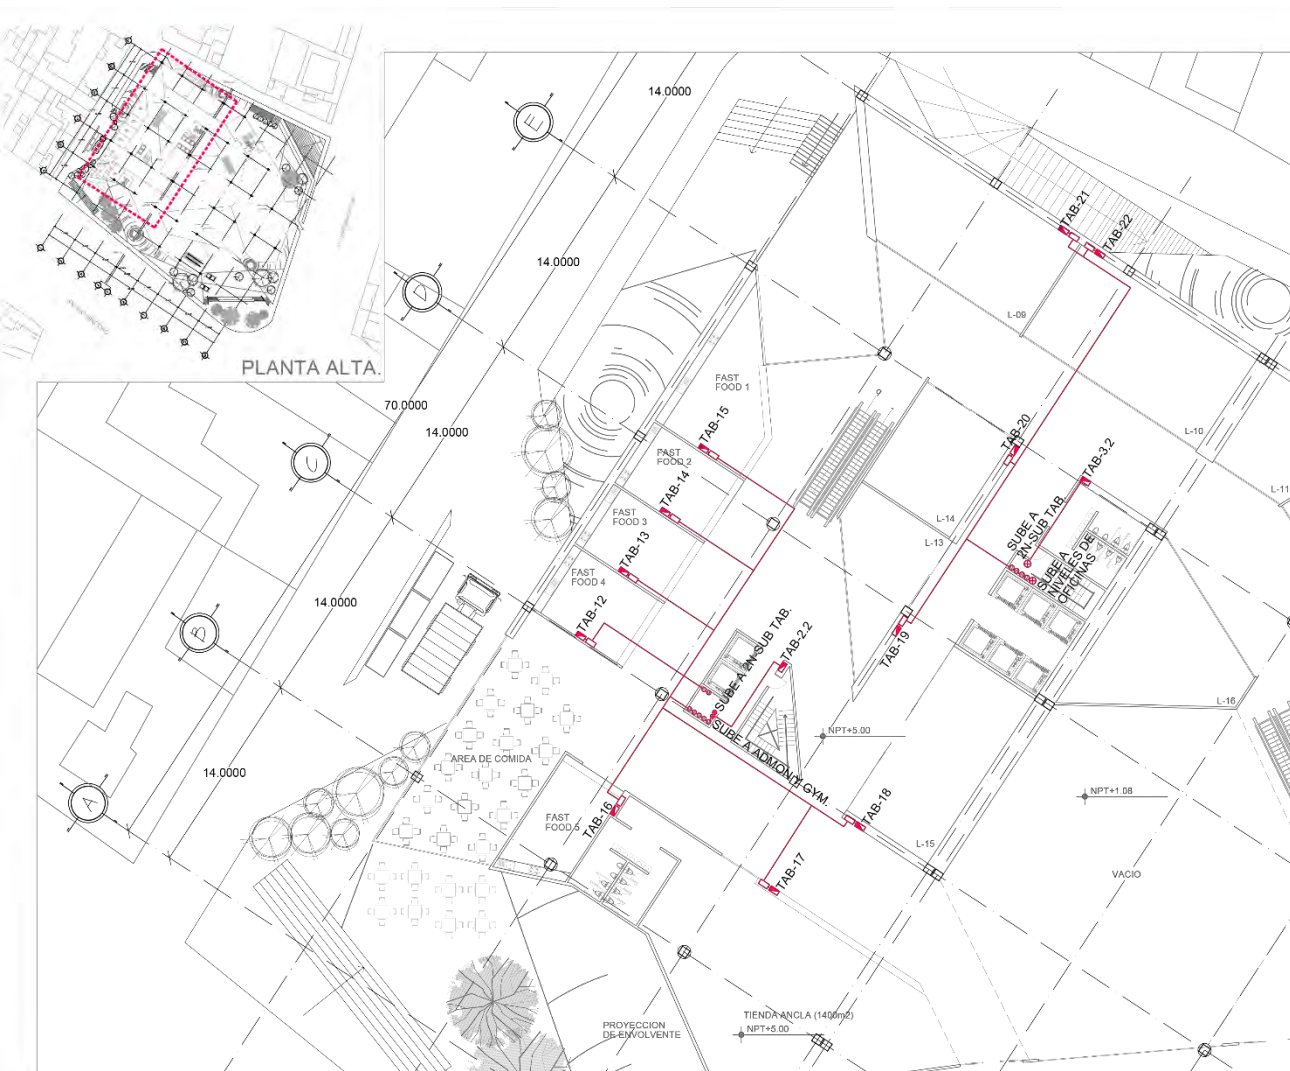 PLANTA ALTA.
14.0000
E
14.0000
D
70.0000
14.0000
C
14.0000
B
14.0000
A
TAB-21
TAB-22
L-09
FAST
FOOD 1
TAB-15
FAST
FOOD 2
TAB-14
FAST
FOOD 3
TAB-13
FAST
FOOD 4
TAB-12
TAB-20
TAB-3.2
L-10
L-11
L-14
L-13
SUBE A
2N-SUB TAB.
SUBE A
NIVELES DE
OFICINAS
TAB-19
SUBE A 2N-SUB TAB.
TAB-2.2
SUBE A ADMON Y GYM.
L-16
NPT+5.00
AREA DE COMIDA
NPT+1.08
TAB-16
FAST
FOOD 5
TAB-18
TAB-17
L-15
VACIO
TIENDA ANCLA (1400m2)
NPT+5.00
PROYECCION
DE ENVOLVENTE